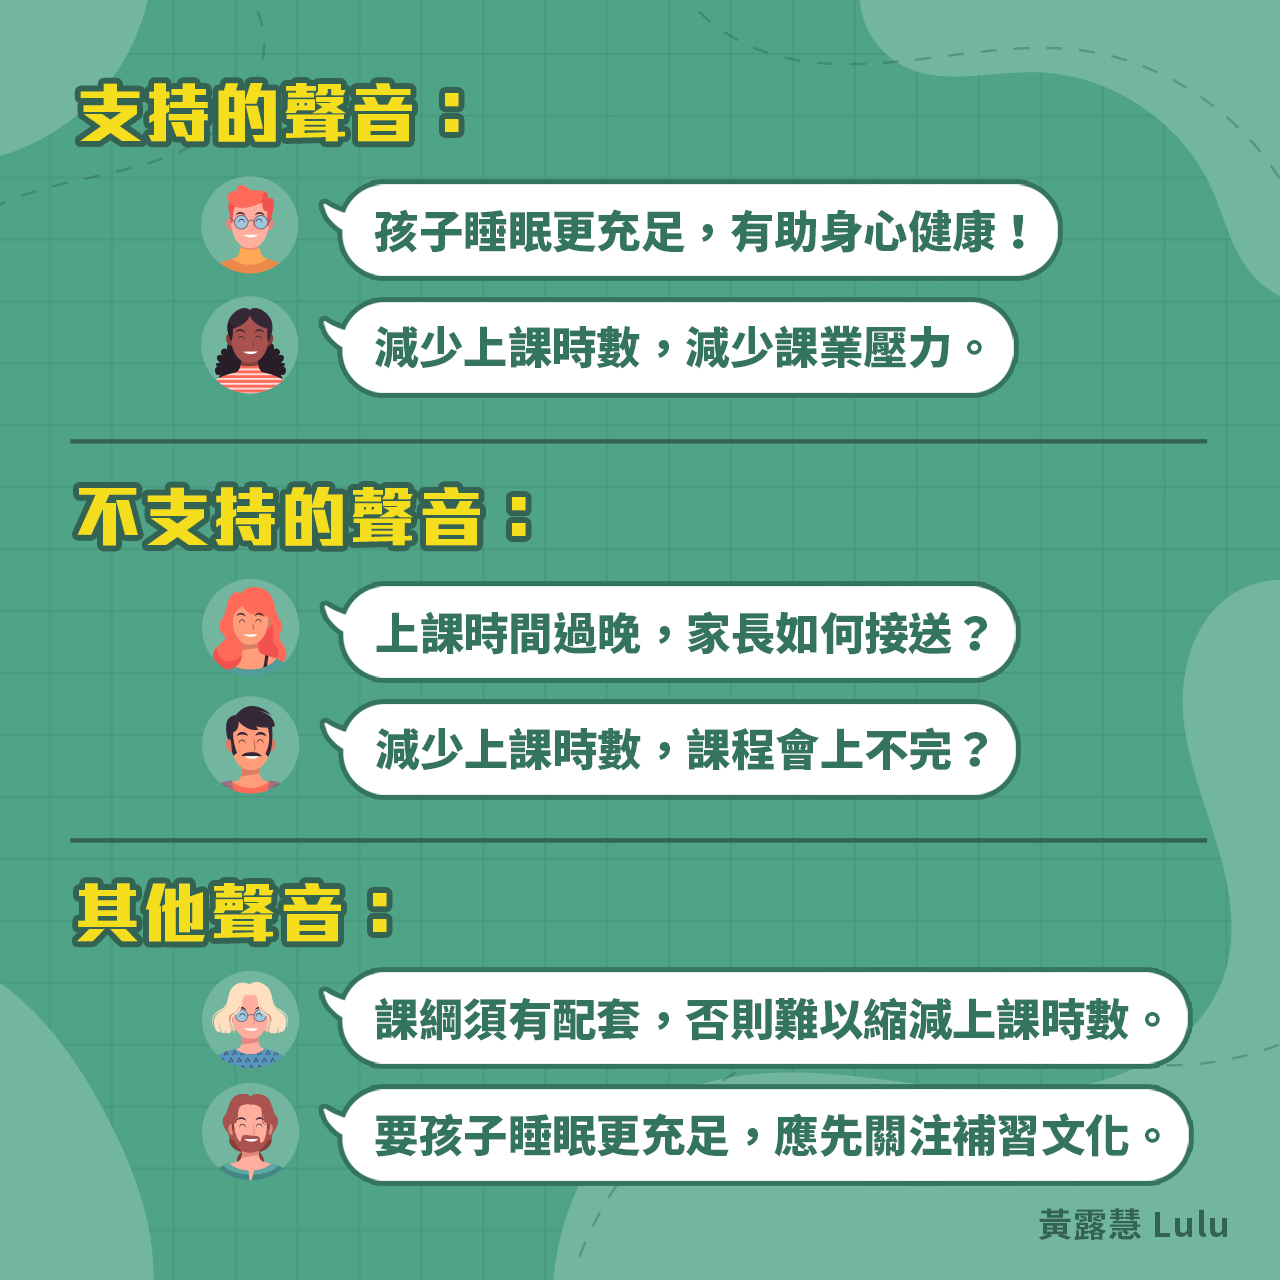 支持的聲音：
孩子睡眠更充足，有助身心健康！
減少上課時數，減少課業壓力。
不支持的聲音：
上課時間過晚，家長如何接送？
減少上課時數，課程會上不完？
其他聲音：
課綱須有配套，否則難以縮減上課時數。
要孩子睡眠更充足，應先關注補習文化。
黃露慧 Lulu